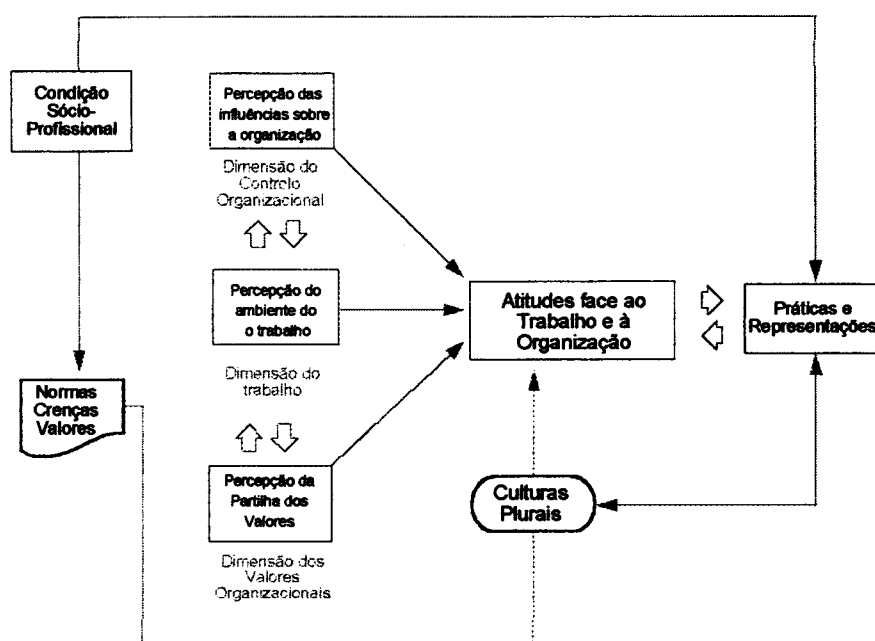 Condição
Sócio-
Profissional
Percepção das
influências sobre
a organização
Dimensão do
Controlo
Organizacional
Percepção do
ambiente do
o trabalho
Dimensão do
trabalho
Normas
Crenças
Valores
Percepção da
Partilha dos
Valores
Dimensão dos
Valores
Organizacionais
Atitudes face ao
Trabalho e à
Organização
Práticas e
Representações
Culturas
Plurais